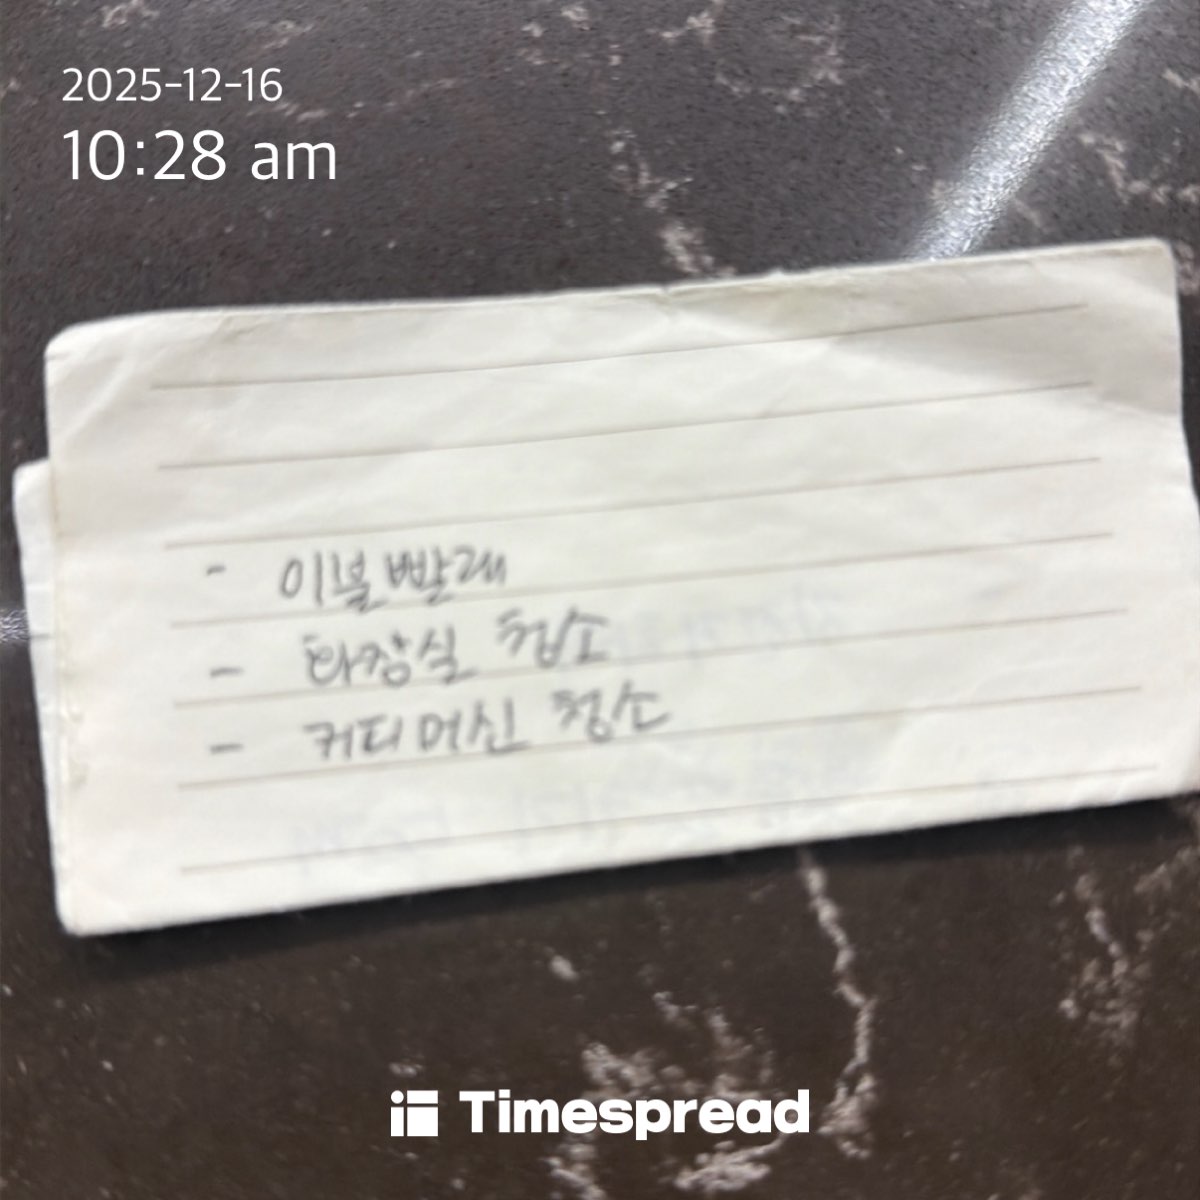 2025-12-16
10:28 am
- 이불빨래
- 화장실 청소
- 커피머신 청소
Timespread